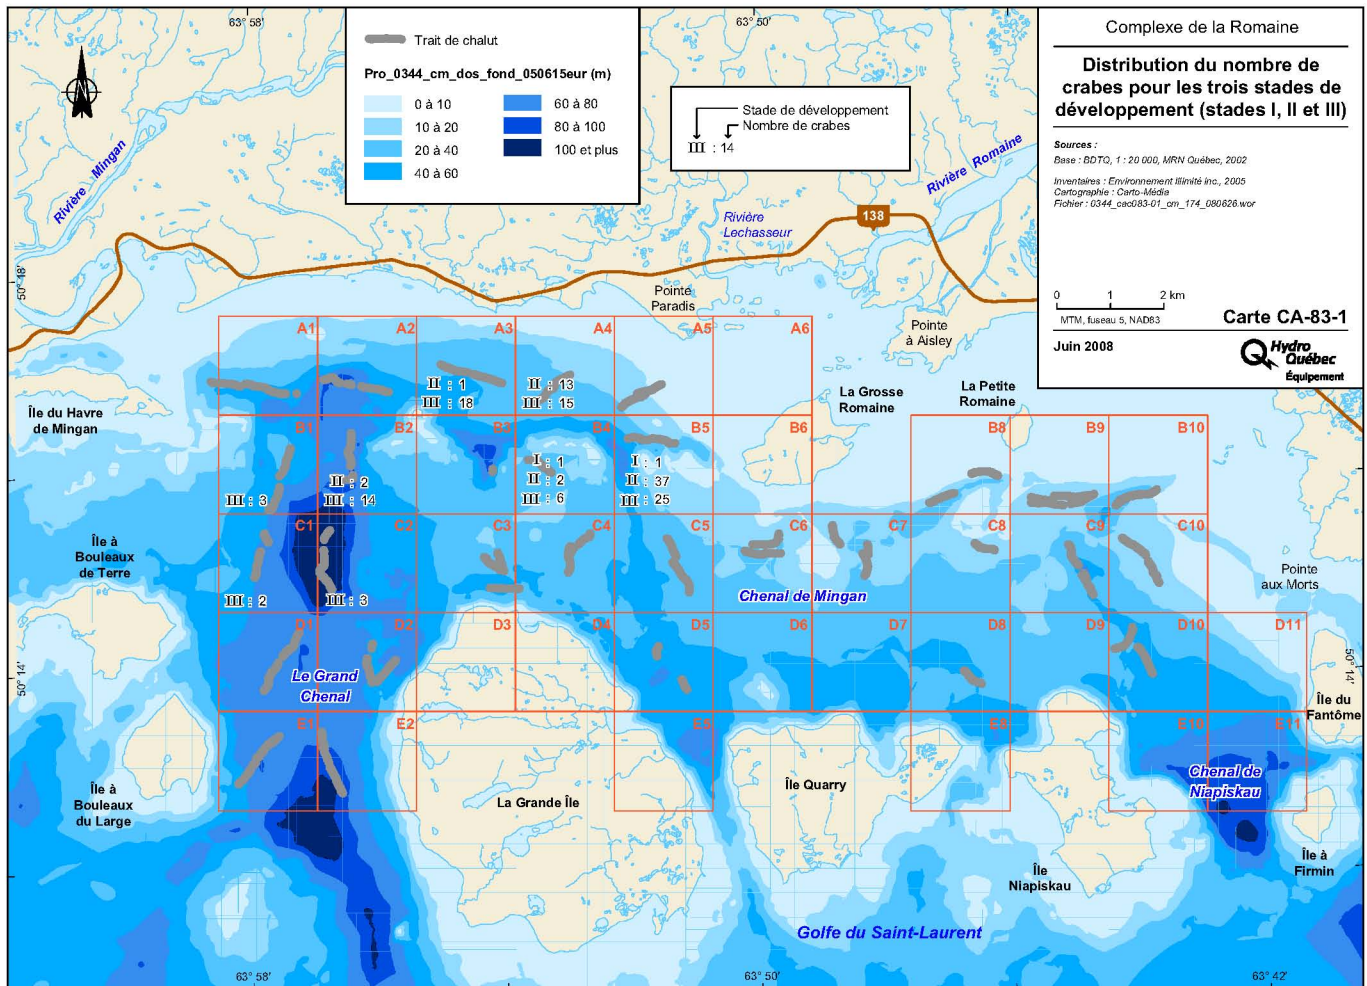 63° 58'
63° 50'
Trait de chalut
Pro_0344_cm_dos_fond_050615eur (m)
0 à 10
10 à 20
20 à 40
40 à 60
60 à 80
80 à 100
100 et plus
Stade de développement
Nombre de crabes
III : 14
Complexe de la Romaine
Distribution du nombre de
crabes pour les trois stades de
développement (stades I, II et III)
Sources :
Base : BDTQ, 1 : 20 000, MRN Québec, 2002
Inventaires : Environnement Illimité inc., 2005
Cartographie : Carto-Média
Fichier : 0344_cac083-01_cm_174_080626.wor
0 1 2 km
MTM, fuseau 5, NAD83
Carte CA-83-1
Juin 2008
Hydro
Québec
Équipement
Rivière Mingan
Rivière Romaine
Rivière
Lechasseur
138
50° 18'
Pointe
Paradis
Pointe
à Aisley
A1 A2 A3 A4 A5 A6
II : 1
III : 18
II : 13
III : 15
La Grosse
Romaine
La Petite
Romaine
Île du Havre
de Mingan
B1 B2 B3 B4 B5 B6 B8 B9 B10
III : 3
II : 2
III : 14
I : 1
II : 2
III : 6
I : 1
II : 37
III : 25
C1 C2 C3 C4 C5 C6 C7 C8 C9 C10
Île à
Bouleaux
de Terre
III : 2
III : 3
Chenal de Mingan
Pointe
aux Morts
D1 D2 D3 D4 D5 D6 D7 D8 D9 D10 D11
50° 14'
Le Grand
Chenal
50° 14'
Île du
Fantôme
E1 E2 E5 E8 E10 E11
Île à
Bouleaux
du Large
La Grande Île
Île Quarry
Chenal de
Niapiskau
Île
Niapiskau
Île à
Firmin
Golfe du Saint-Laurent
63° 58'
63° 50'
63° 42'